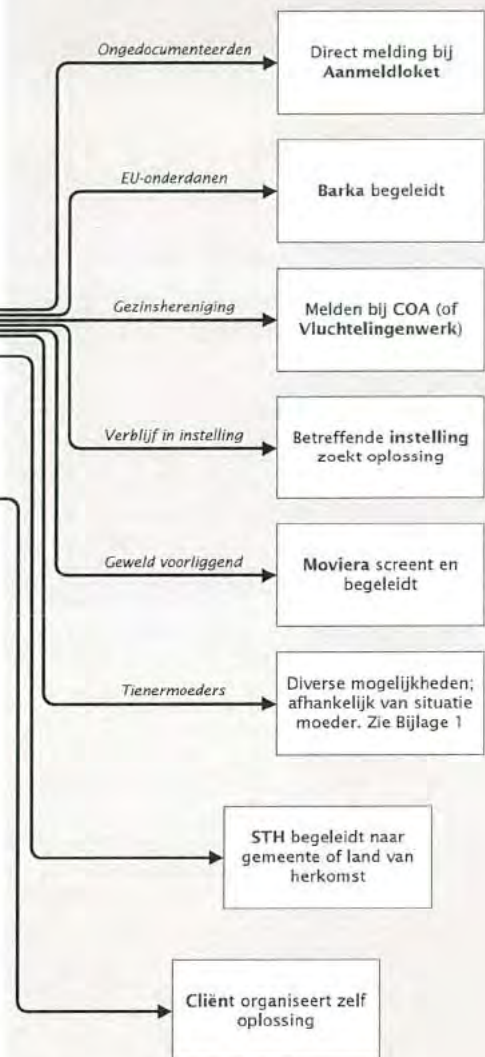 Ongedocumenteerden
Direct melding bij
Aanmeldloket
EU-onderdanen
Barka begeleidt
Gezinshereniging
Melden bij COA (of
Vluchtelingenwerk)
Verblijf in instelling
Betreffende instelling
zoekt oplossing
Geweld voorliggend
Moviera screent en
begeleidt
Tienermoeders
Diverse mogelijkheden;
afhankelijk van situatie
moeder. Zie Bijlage 1
STH begeleidt naar
gemeente of land van
herkomst
Cliënt organiseert zelf
oplossing